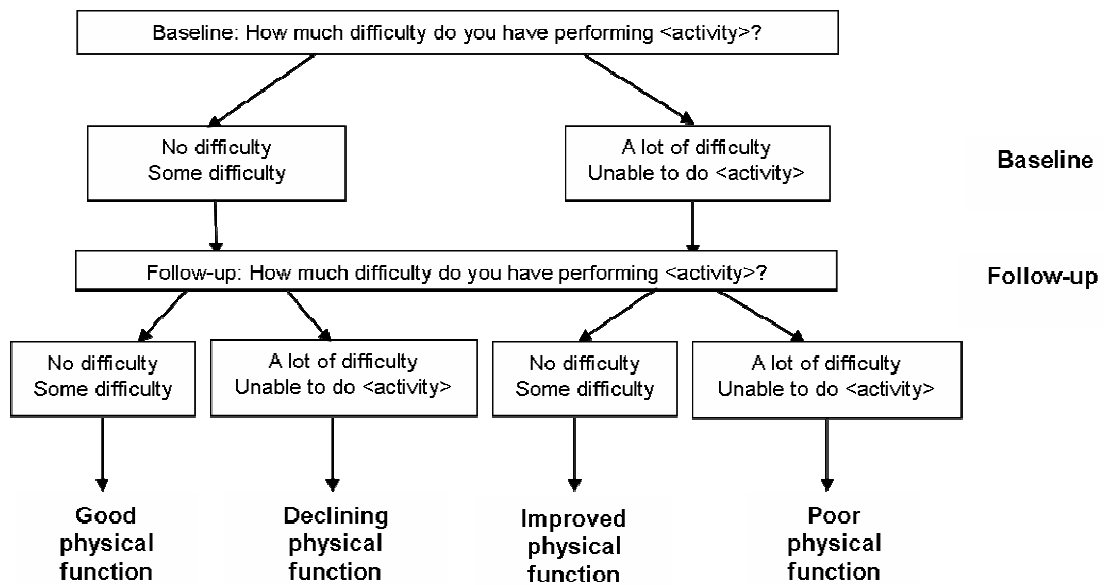 Baseline: How much difficulty do you have performing <activity>?
No difficulty
Some difficulty
A lot of difficulty
Unable to do <activity>
Baseline
Follow-up: How much difficulty do you have performing <activity>?
Follow-up
No difficulty
Some difficulty
A lot of difficulty
Unable to do <activity>
No difficulty
Some difficulty
A lot of difficulty
Unable to do <activity>
Good
physical
function
Declining
physical
function
Improved
physical
function
Poor
physical
function